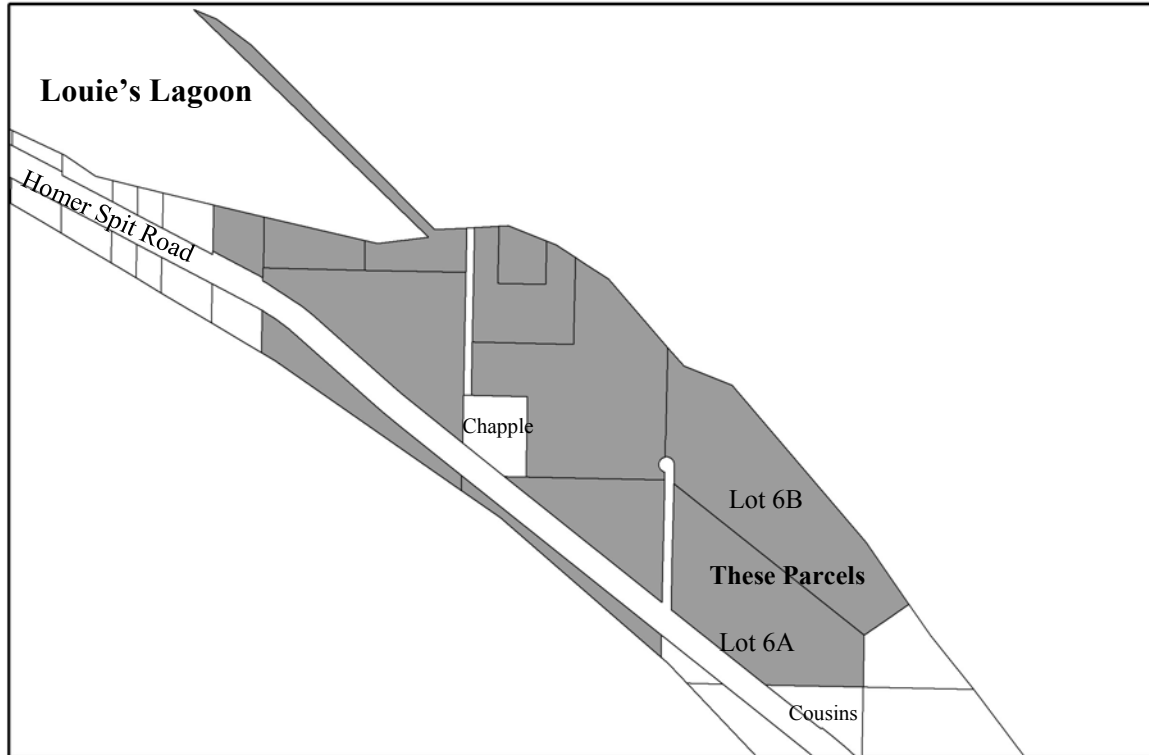 Louie’s Lagoon
Homer Spit Road
Chapple
Lot 6B
These Parcels
Lot 6A
Cousins